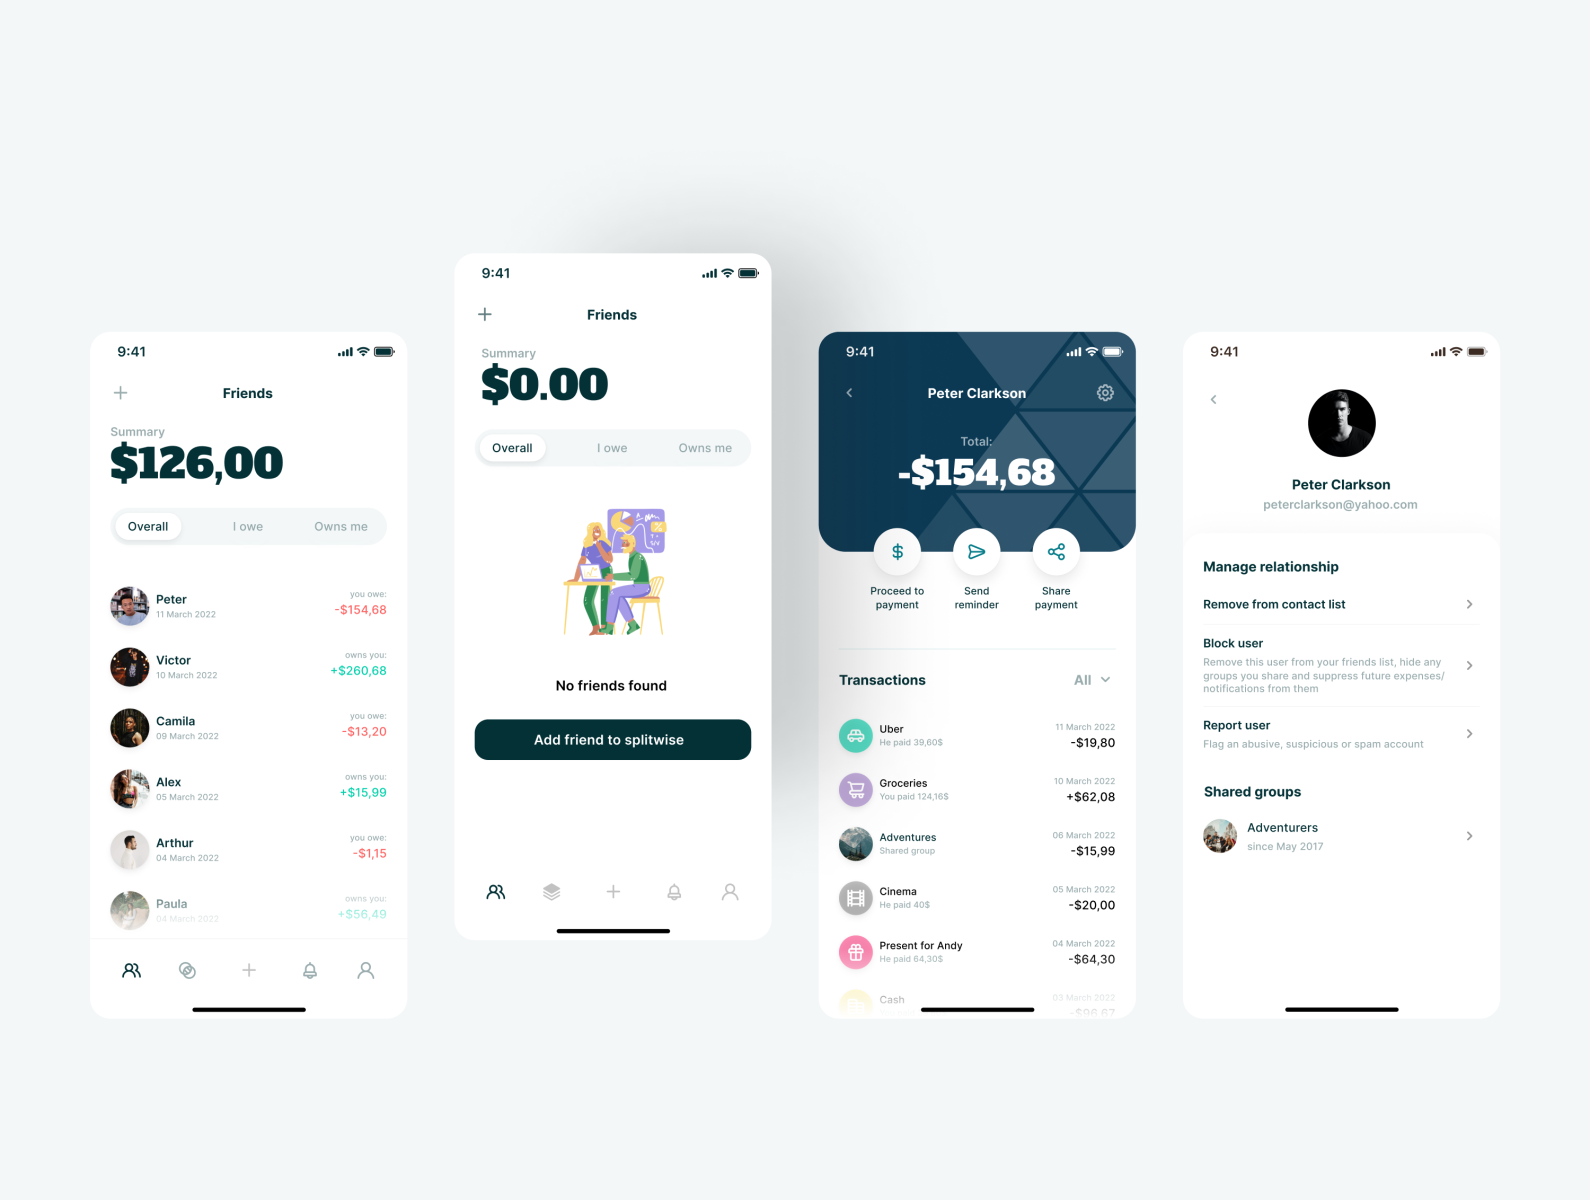 9:41
Friends
Summary
$126,00
Overall
I owe
Owns me
Peter
11 March 2022
you owe:
-$154,68
Victor
10 March 2022
owns you:
+$260,68
Camila
09 March 2022
you owe:
-$13,20
Alex
05 March 2022
owns you:
+$15,99
Arthur
04 March 2022
you owe:
-$1,15
Paula
04 March 2022
owns you:
+$56,49
9:41
Friends
Summary
$0.00
Overall
I owe
Owns me
No friends found
Add friend to splitwise
9:41
Peter Clarkson
Total:
-$154,68
Proceed to
payment
Send
reminder
Share
payment
Transactions
All
Uber
He paid 39,60$
11 March 2022
-$19,80
Groceries
You paid 124,16$
10 March 2022
+$62,08
Adventures
Shared group
06 March 2022
-$15,99
Cinema
He paid 40$
05 March 2022
-$20,00
Present for Andy
He paid 64,30$
04 March 2022
-$64,30
Cash
03 March 2022
-$96,67
9:41
Peter Clarkson
peterclarkson@yahoo.com
Manage relationship
Remove from contact list
Block user
Remove this user from your friends list, hide any
groups you share and suppress future expenses/
notifications from them
Report user
Flag an abusive, suspicious or spam account
Shared groups
Adventurers
since May 2017